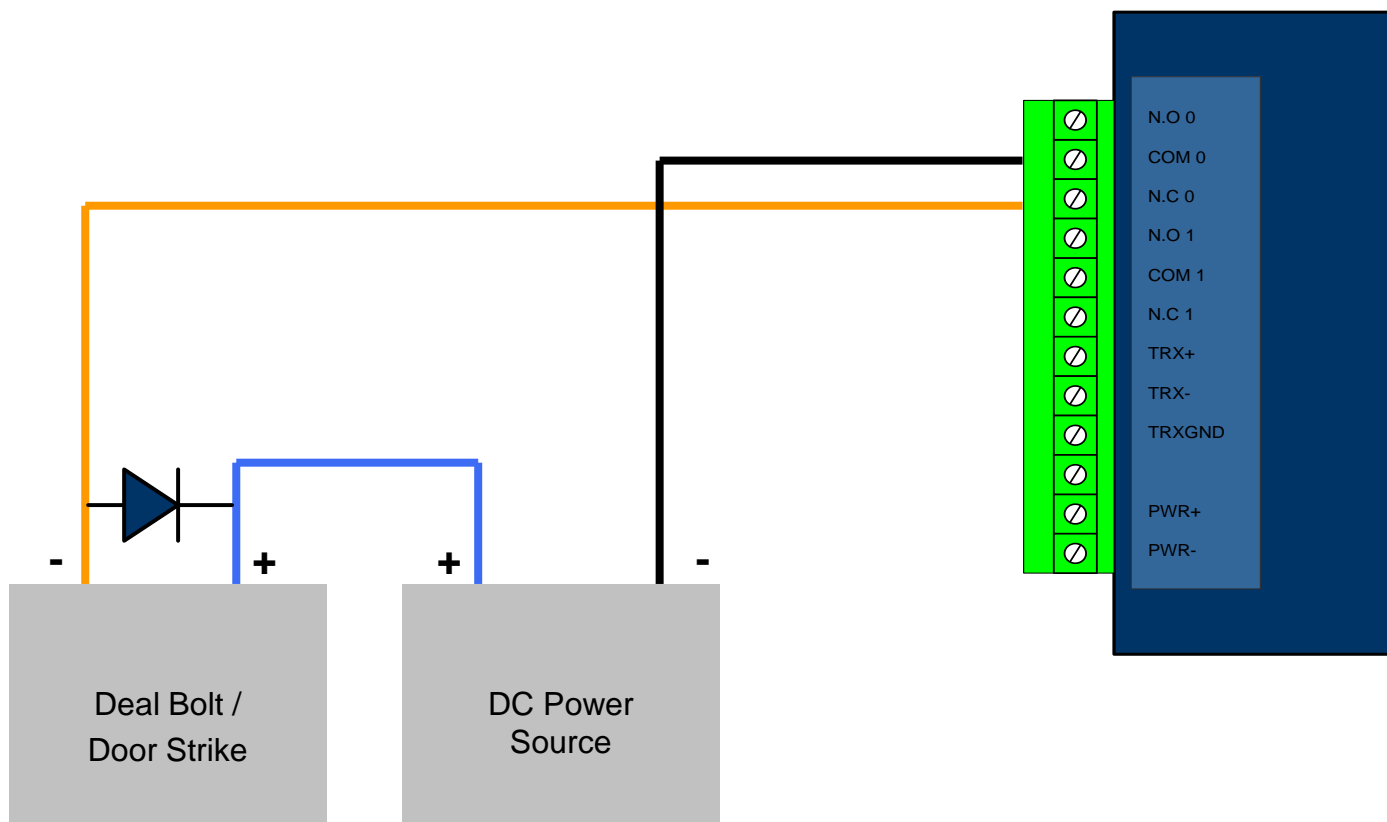 N.O 0
COM 0
N.C 0
N.O 1
COM 1
N.C 1
TRX+
TRX-
TRXGND
PWR+
PWR-
- + + -
Deal Bolt /
Door Strike
DC Power
Source